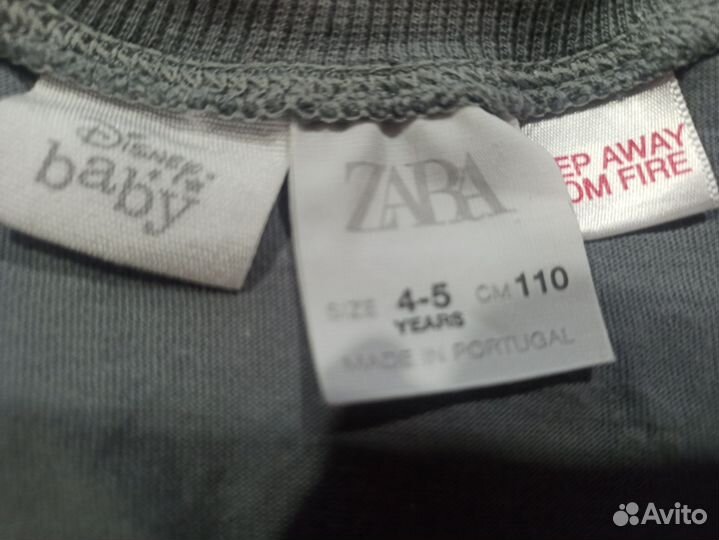 Disney
baby
ZARA
SIZE 4-5 CM 110
YEARS
MADE IN PORTUGAL
EP AWAY
OM FIRE
Avito